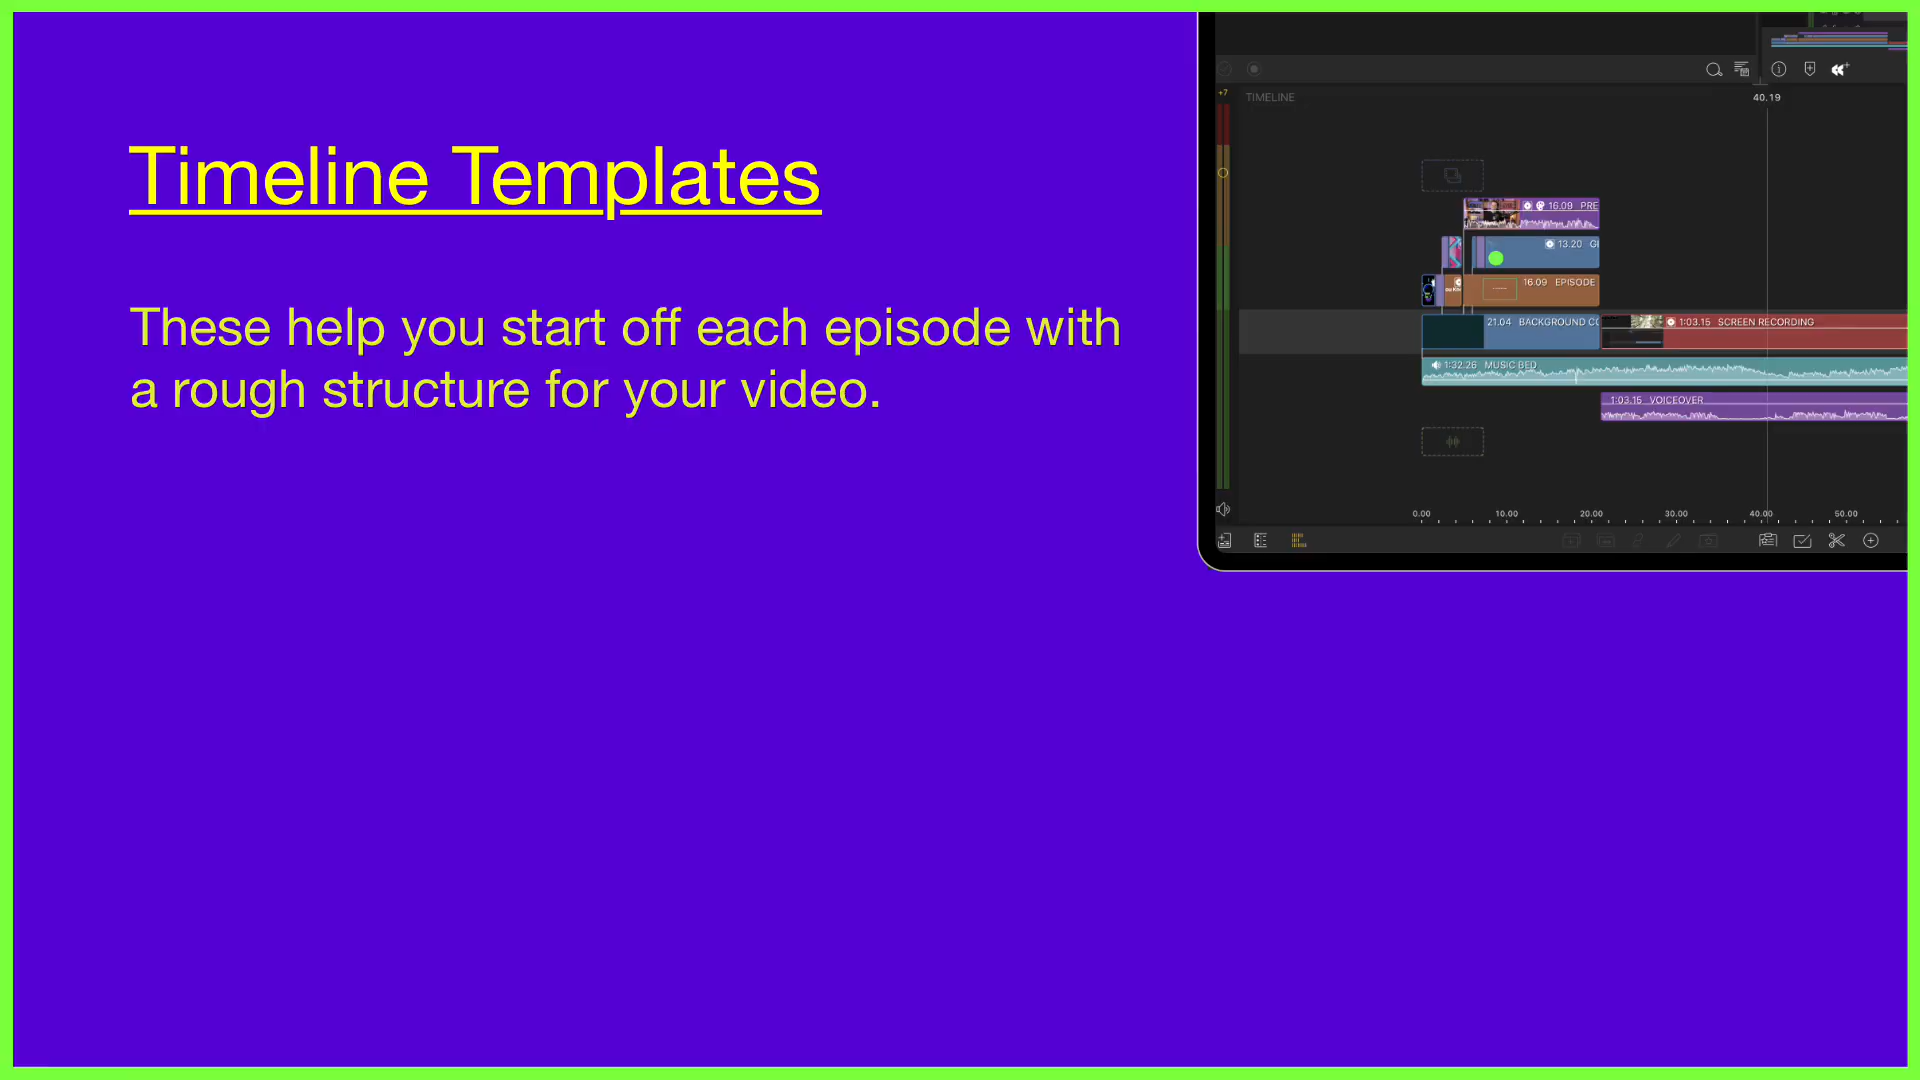 Timeline Templates
These help you start off each episode with
a rough structure for your video.
+7
TIMELINE
40.19
16.09 PRE
13.20
16.09 EPISODE
21.04 BACKGROUND CO
1:03.15 SCREEN RECORDING
1:32.26 MUSIC BED
1:03.15 VOICEOVER
0.00 10.00 20.00 30.00 40.00 50.00